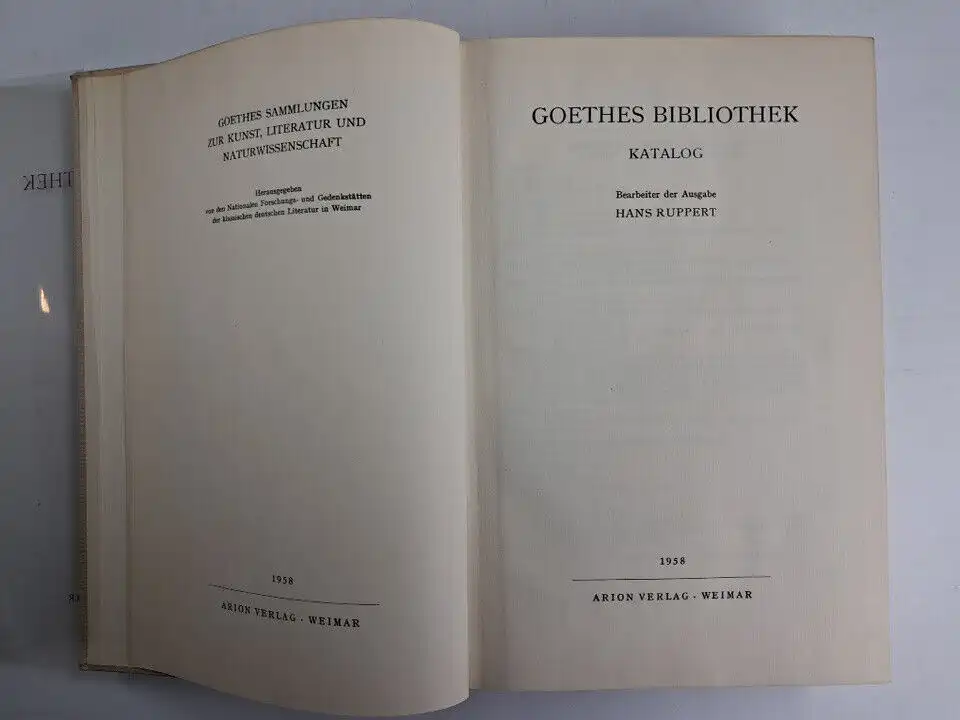 GOETHES SAMMLUNGEN
ZUR KUNST, LITERATUR UND
NATURWISSENSCHAFT
Herausgegeben
von den Nationalen Forschungs- und Gedenkstätten
der klassischen deutschen Literatur in Weimar
1958
ARION VERLAG · WEIMAR
GOETHES BIBLIOTHEK
KATALOG
Bearbeiter der Ausgabe
HANS RUPPERT
1958
ARION VERLAG · WEIMAR